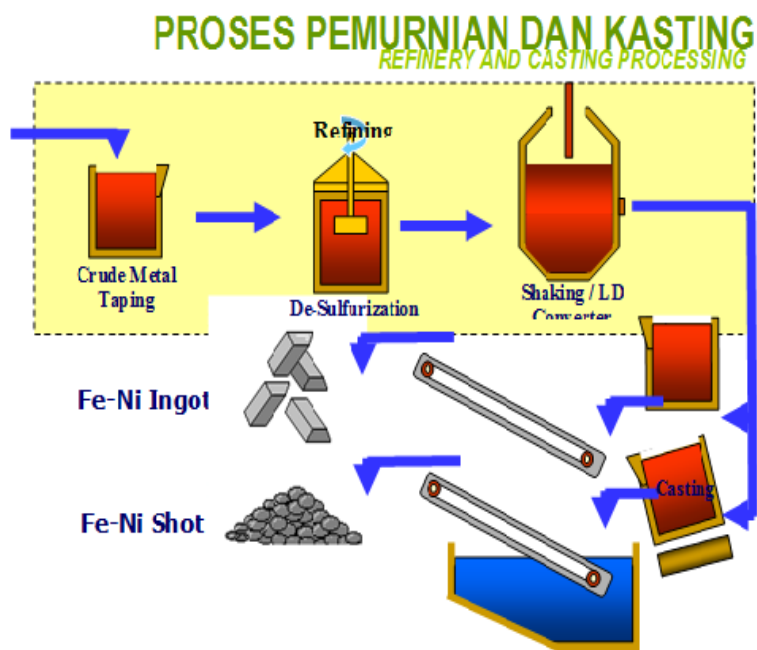 PROSES PEMURNIAN DAN KASTING
REFINERY AND CASTING PROCESSING
Refining
Crude Metal
Taping
De-Sulfurization
Shaking / LD
Converter
Fe-Ni Ingot
Casting
Fe-Ni Shot